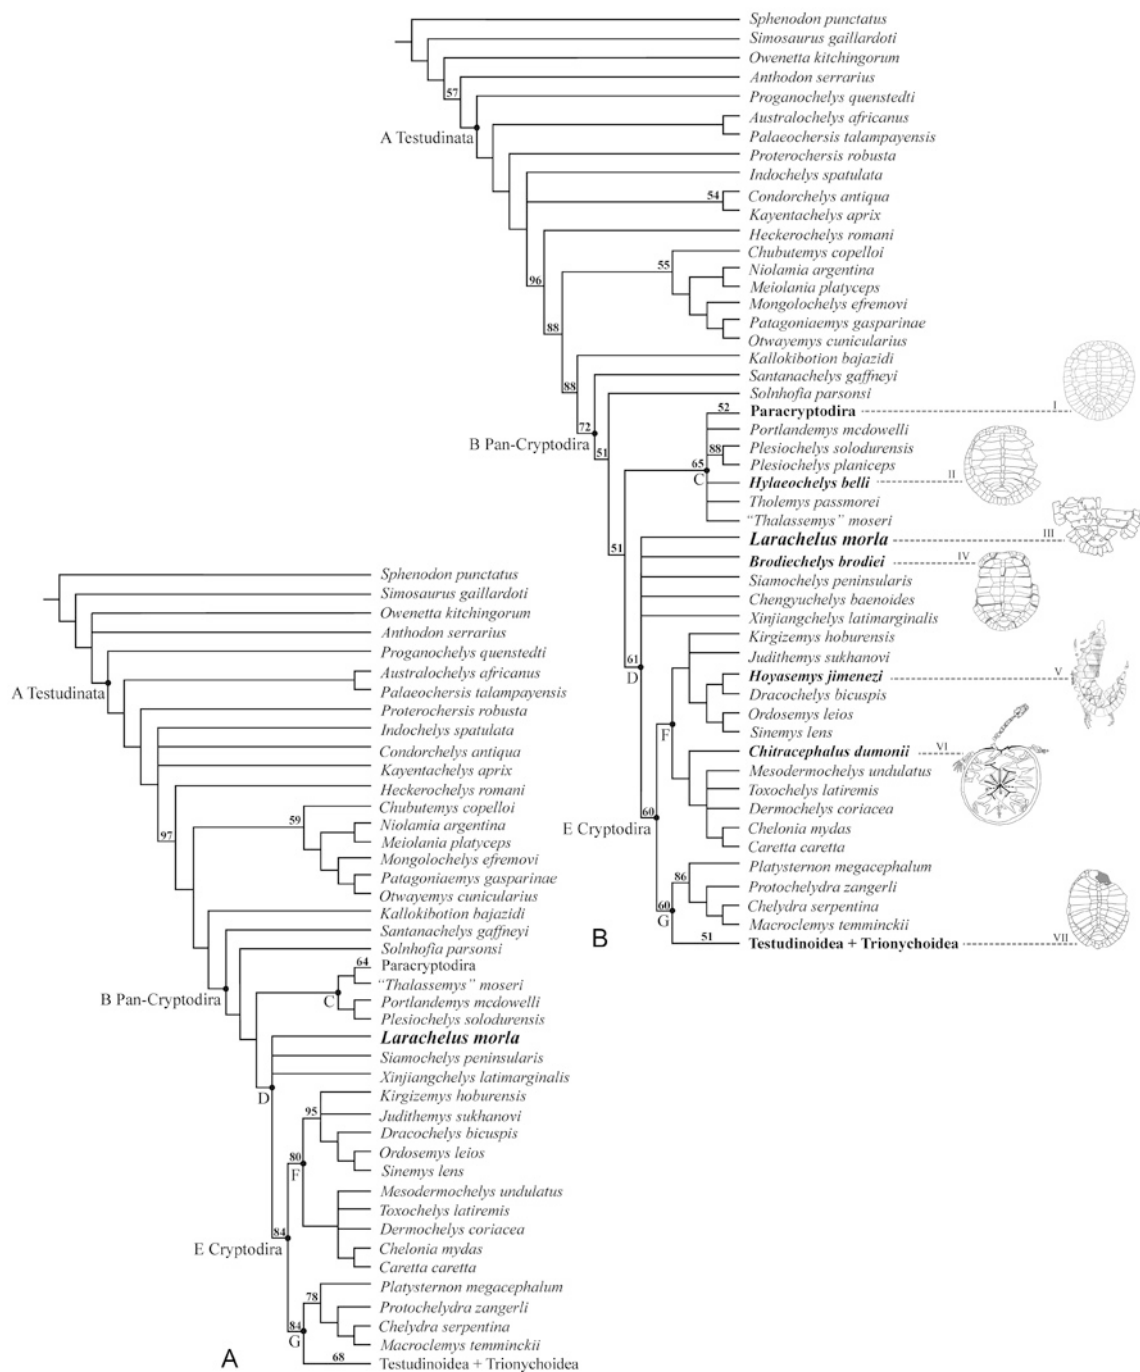 Sphenodon punctatus
Simosaurus gaillardoti
Owenetta kitchingorum
Anthodon serrarius
57
Proganochelys quenstedti
A Testudinata
Australochelys africanus
Palaeochersis talampayensis
Proterochersis robusta
Indochelys spatulata
54
Condorchelys antiqua
Kayentachelys aprix
Heckerochelys romani
96
Chubutemys copelloi
55
Niolamia argentina
Meiolania platyceps
Mongolochelys efremovi
Patagoniaemys gasparinae
Otwayemys cunicularius
88
Kallokibotion bajazidi
88
Santanachelys gaffneyi
Solnhofia parsonsi
72
B Pan-Cryptodira
51
52
Paracryptodira
I
Portlandemys mcdowelli
88
Plesiochelys solodurensis
Plesiochelys planiceps
65
C
Hylaeochelys belli
II
Tholemys passmorei
"Thalassemys" moseri
51
Larachelus morla
III
Brodiechelys brodiei
IV
Siamochelys peninsularis
Chengyuchelys baenoides
Xinjiangchelys latimarginalis
61
D
Kirgizemys hoburensis
Judithemys sukhanovi
Hoyasemys jimenezi
V
Dracochelys bicuspis
Ordosemys leios
Sinemys lens
F
Chitracephalus dumonii
VI
Mesodermochelys undulatus
Toxochelys latiremis
Dermochelys coriacea
Chelonia mydas
Caretta caretta
60
E Cryptodira
Platysternon megacephalum
86
Protochelydra zangerli
Chelydra serpentina
Macroclemys temminckii
60
G
51
Testudinoidea + Trionychoidea
VII
B
Sphenodon punctatus
Simosaurus gaillardoti
Owenetta kitchingorum
Anthodon serrarius
Proganochelys quenstedti
A Testudinata
Australochelys africanus
Palaeochersis talampayensis
Proterochersis robusta
Indochelys spatulata
Condorchelys antiqua
Kayentachelys aprix
Heckerochelys romani
97
Chubutemys copelloi
59
Niolamia argentina
Meiolania platyceps
Mongolochelys efremovi
Patagoniaemys gasparinae
Otwayemys cunicularius
Kallokibotion bajazidi
Santanachelys gaffneyi
Solnhofia parsonsi
B Pan-Cryptodira
64
Paracryptodira
"Thalassemys" moseri
C
Portlandemys mcdowelli
Plesiochelys solodurensis
Larachelus morla
Siamochelys peninsularis
Xinjiangchelys latimarginalis
D
Kirgizemys hoburensis
95
Judithemys sukhanovi
Dracochelys bicuspis
Ordosemys leios
Sinemys lens
80
F
Mesodermochelys undulatus
Toxochelys latiremis
Dermochelys coriacea
Chelonia mydas
Caretta caretta
84
E Cryptodira
Platysternon megacephalum
78
Protochelydra zangerli
Chelydra serpentina
Macroclemys temminckii
84
G
68
Testudinoidea + Trionychoidea
A